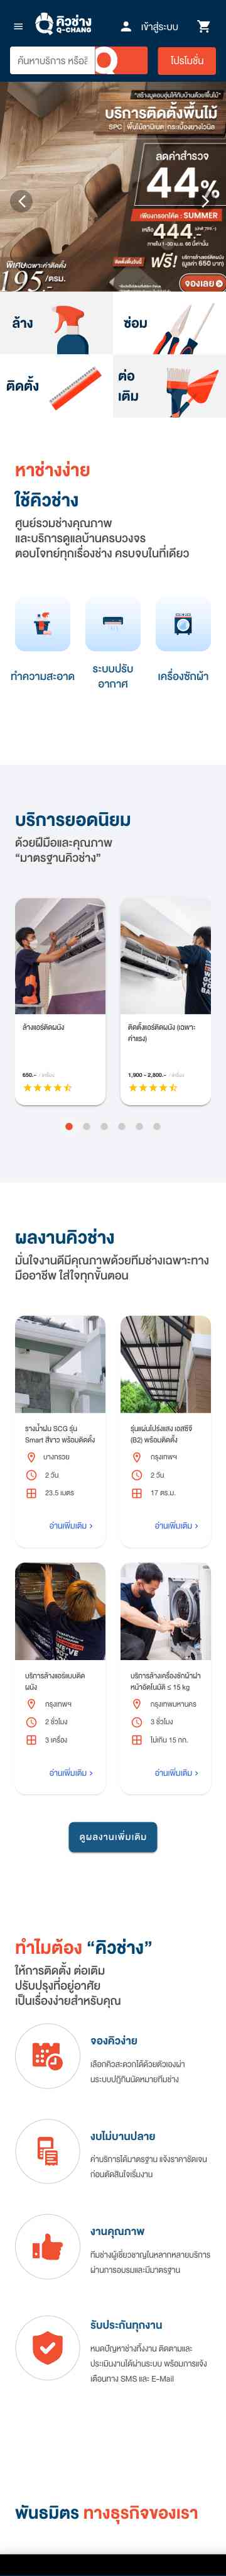 คิวช่าง
Q-CHANG
เข้าสู่ระบบ
ค้นหาบริการ หรือสิ
โปรโมชั่น
"สร้างมูดอบอุ่นให้กับบ้านด้วยพื้นไม้"
บริการติดตั้งพื้นไม้
SPC | พื้นไม้ลามิเนต | กระเบื้องยางไวนิล
ลดค่าสำรวจ
44%
เพียงกรอกโค้ด : SUMMER
เหลือ 444.-
ฟรี!
พิเศษเฉพาะค่าติดตั้ง
195.- /ตรม.
จองเลย
ล้าง
ซ่อม
ติดตั้ง
ต่อ
เติม
หาช่างง่าย
ใช้คิวช่าง
ศูนย์รวมช่างคุณภาพ
และบริการดูแลบ้านครบวงจร
ตอบโจทย์ทุกเรื่องช่าง ครบจบในที่เดียว
ทำความสะอาด
ระบบปรับ
อากาศ
เครื่องซักผ้า
บริการยอดนิยม
ด้วยฝีมือและคุณภาพ
"มาตรฐานคิวช่าง"
ล้างแอร์ติดผนัง
650.- / เครื่อง
ติดตั้งแอร์ติดผนัง (เฉพาะ
ค่าแรง)
1,900 - 2,800.- / เครื่อง
ผลงานคิวช่าง
มั่นใจงานดีมีคุณภาพด้วยทีมช่างเฉพาะทาง
มืออาชีพ ใส่ใจทุกขั้นตอน
รางน้ำฝน SCG รุ่น
Smart สีขาว พร้อมติดตั้ง
บางกรวย
2 วัน
23.5 เมตร
อ่านเพิ่มเติม >
รุ่นแผ่นโปร่งแสง เอสซีจี
(B2) พร้อมติดตั้ง
กรุงเทพฯ
2 วัน
17 ตร.ม.
อ่านเพิ่มเติม >
บริการล้างแอร์แบบติด
ผนัง
กรุงเทพฯ
2 ชั่วโมง
3 เครื่อง
อ่านเพิ่มเติม >
บริการล้างเครื่องซักผ้าฝา
หน้าอัตโนมัติ ≤ 15 kg
กรุงเทพมหานคร
3 ชั่วโมง
ไม่เกิน 15 กก.
อ่านเพิ่มเติม >
ดูผลงานเพิ่มเติม
ทำไมต้อง "คิวช่าง"
ให้การติดตั้ง ต่อเติม
ปรับปรุงที่อยู่อาศัย
เป็นเรื่องง่ายสำหรับคุณ
จองคิวง่าย
เลือกคิวสะดวกได้ด้วยตัวเองผ่า
นระบบปฏิทินนัดหมายทีมช่าง
งบไม่บานปลาย
ค่าบริการได้มาตรฐาน แจ้งราคาชัดเจน
ก่อนตัดสินใจเริ่มงาน
งานคุณภาพ
ทีมช่างผู้เชี่ยวชาญในหลากหลายบริการ
ผ่านการอบรมและมีมาตรฐาน
รับประกันทุกงาน
หมดปัญหาช่างทิ้งงาน ติดตามและ
ประเมินงานได้ผ่านระบบ พร้อมการแจ้ง
เตือนทาง SMS และ E-Mail
พันธมิตร ทางธุรกิจของเรา